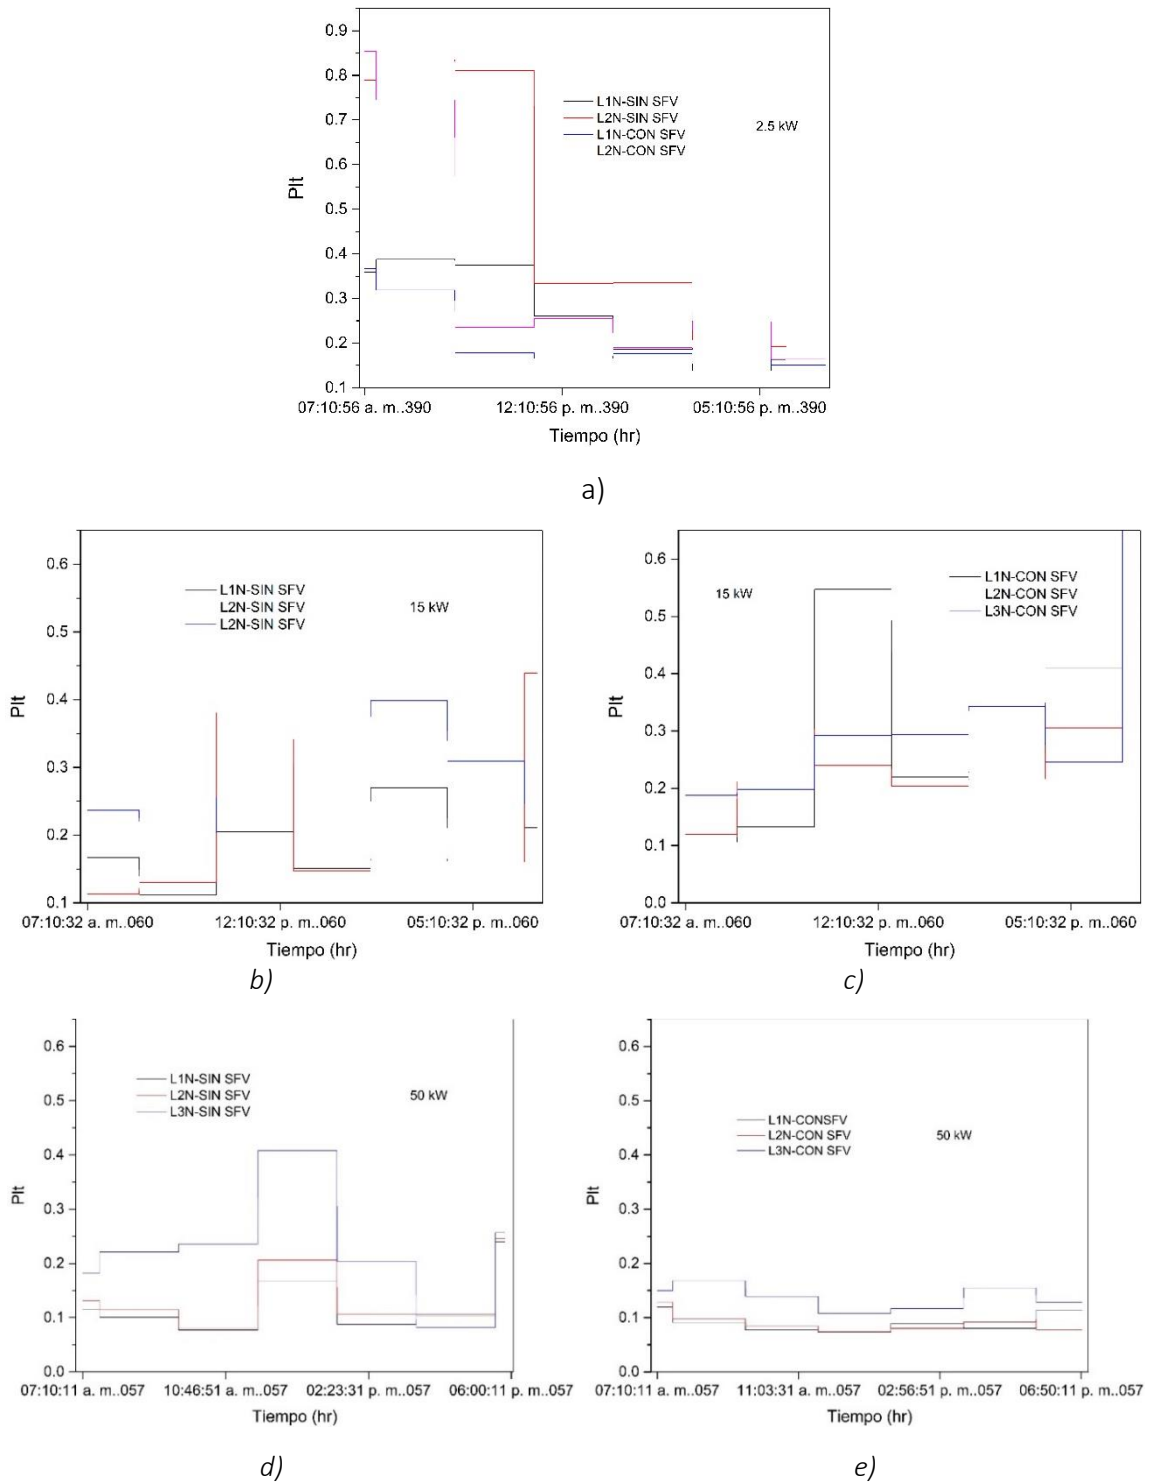 0.9
0.8
0.7
0.6
0.5
0.4
0.3
0.2
0.1
Plt
L1N-SIN SFV
L2N-SIN SFV
L1N-CON SFV
L2N-CON SFV
2.5 kW
07:10:56 a. m..390 12:10:56 p. m..390 05:10:56 p. m..390
Tiempo (hr)
a)
0.6
0.5
0.4
0.3
0.2
0.1
Plt
L1N-SIN SFV
L2N-SIN SFV
L2N-SIN SFV
15 kW
07:10:32 a. m..060 12:10:32 p. m..060 05:10:32 p. m..060
Tiempo (hr)
b)
0.6
0.5
0.4
0.3
0.2
0.1
0.0
Plt
15 kW
L1N-CON SFV
L2N-CON SFV
L3N-CON SFV
07:10:32 a. m..060 12:10:32 p. m..060 05:10:32 p. m..060
Tiempo (hr)
c)
0.6
0.5
0.4
0.3
0.2
0.1
0.0
Plt
L1N-SIN SFV
L2N-SIN SFV
L3N-SIN SFV
50 kW
07:10:11 a. m..057 10:46:51 a. m..057 02:23:31 p. m..057 06:00:11 p. m..057
Tiempo (hr)
d)
0.6
0.5
0.4
0.3
0.2
0.1
0.0
Plt
L1N-CONSFV
L2N-CON SFV
L3N-CON SFV
50 kW
07:10:11 a. m..057 11:03:31 a. m..057 02:56:51 p. m..057 06:50:11 p. m..057
Tiempo (hr)
e)